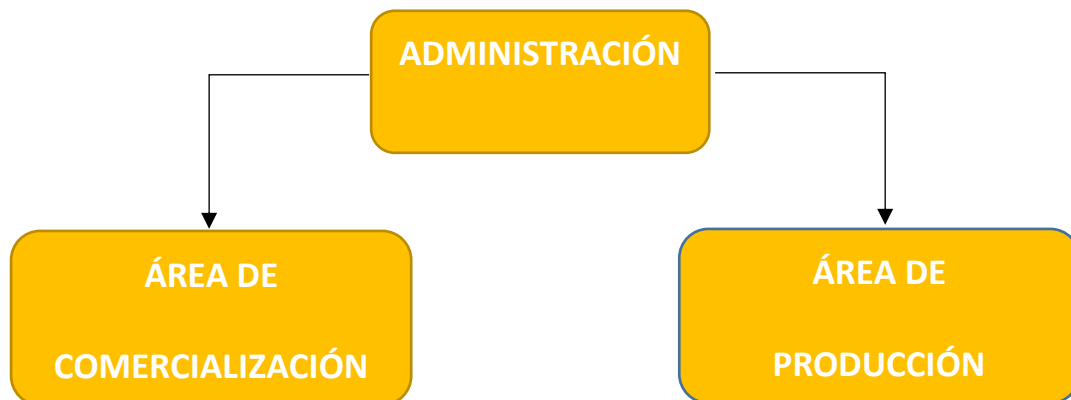 ADMINISTRACIÓN
ÁREA DE
COMERCIALIZACIÓN
ÁREA DE
PRODUCCIÓN